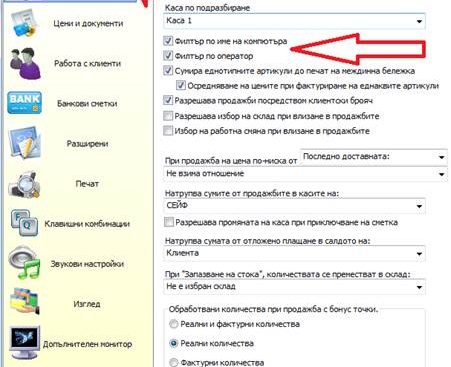 Цени и документи
Работа с клиенти
Банкови сметки
BANK
Разширени
Печат
Клавишни комбинации
F
Q
Звукови настройки
Изглед
Допълнителен монитор
Каса по подразбиране
Каса 1
Филтър по име на компютъра
Филтър по оператор
Сумира еднотипните артикули до печат на междинна бележка
Осредняване на цените при фактуриране на еднаквите артикули
Разрешава продажби посредством клиентски брояч
Разрешава избор на склад при влизане в продажбите
Избор на работна смяна при влизане в продажбите
При продажба на цена по-ниска от Последно доставната:
Не взима отношение
Натрупва сумите от продажбите в касите на:
СЕЙФ
Разрешава промяната на каса при приключване на сметка
Натрупва сумата от отложено плащане в салдото на:
Клиента
При "Запазване на стока", количествата се пренестват в склад:
Не е избран склад
Обработвани количества при продажба с бонус точки.
Реални и фактурни количества
Реални количества
Фактурни количества